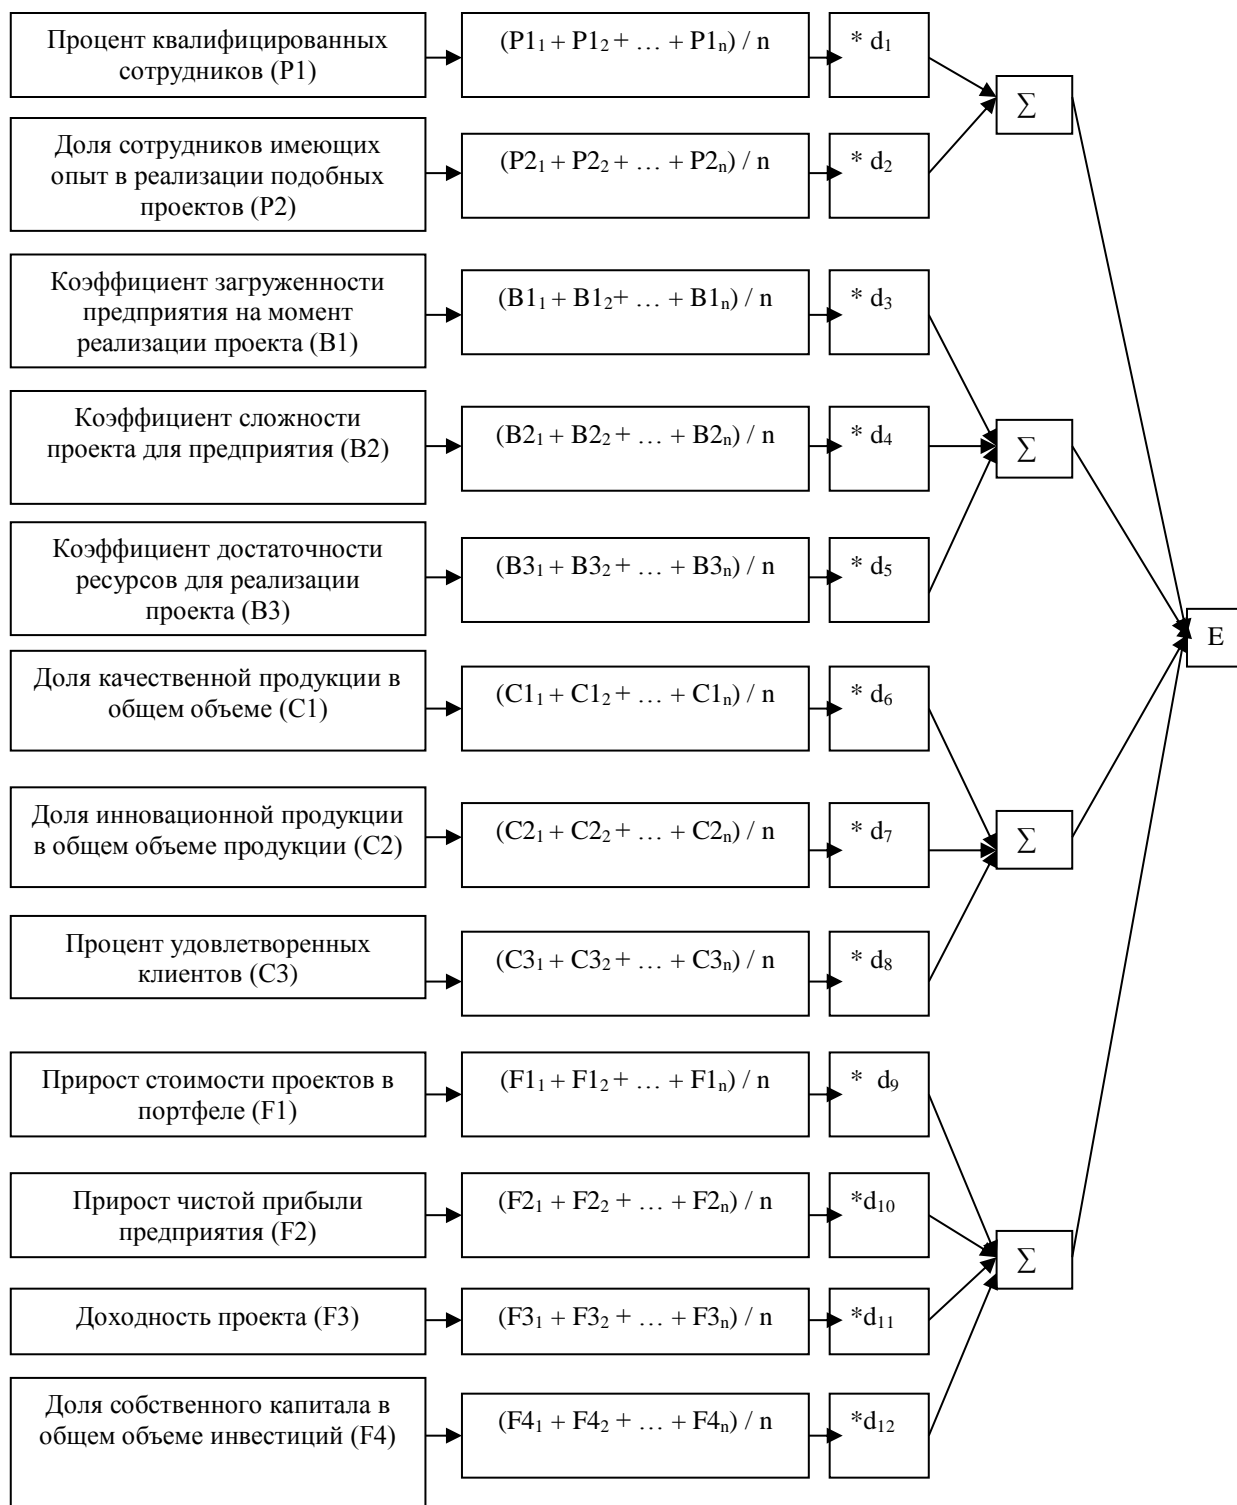 Процент квалифицированных
сотрудников (P1)
(P1₁ + P1₂ + … + P1ₙ) / n
* d₁
∑
Доля сотрудников имеющих
опыт в реализации подобных
проектов (P2)
(P2₁ + P2₂ + … + P2ₙ) / n
* d₂
Коэффициент загруженности
предприятия на момент
реализации проекта (B1)
(B1₁ + B1₂+ … + B1ₙ) / n
* d₃
Коэффициент сложности
проекта для предприятия (B2)
(B2₁ + B2₂ + … + B2ₙ) / n
* d₄
∑
Коэффициент достаточности
ресурсов для реализации
проекта (B3)
(B3₁ + B3₂ + … + B3ₙ) / n
* d₅
E
Доля качественной продукции в
общем объеме (C1)
(C1₁ + C1₂ + … + C1ₙ) / n
* d₆
Доля инновационной продукции
в общем объеме продукции (C2)
(C2₁ + C2₂ + … + C2ₙ) / n
* d₇
∑
Процент удовлетворенных
клиентов (C3)
(C3₁ + C3₂ + … + C3ₙ) / n
* d₈
Прирост стоимости проектов в
портфеле (F1)
(F1₁ + F1₂ + … + F1ₙ) / n
* d₉
Прирост чистой прибыли
предприятия (F2)
(F2₁ + F2₂ + … + F2ₙ) / n
*d₁₀
∑
Доходность проекта (F3)
(F3₁ + F3₂ + … + F3ₙ) / n
*d₁₁
Доля собственного капитала в
общем объеме инвестиций (F4)
(F4₁ + F4₂ + … + F4ₙ) / n
*d₁₂